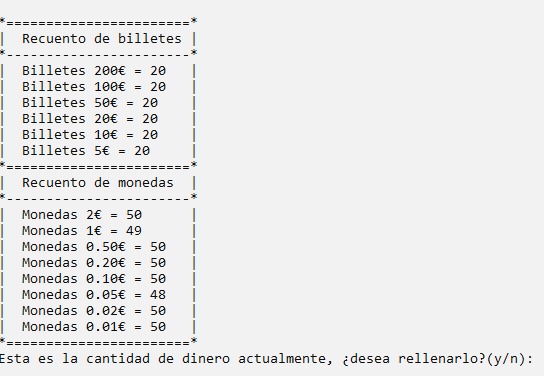 *=======================*
|  Recuento de billetes |
*-----------------------*
|  Billetes 200€ = 20   |
|  Billetes 100€ = 20   |
|  Billetes 50€ = 20    |
|  Billetes 20€ = 20    |
|  Billetes 10€ = 20    |
|  Billetes 5€ = 20     |
*=======================*
|  Recuento de monedas  |
*-----------------------*
|  Monedas 2€ = 50      |
|  Monedas 1€ = 49      |
|  Monedas 0.50€ = 50   |
|  Monedas 0.20€ = 50   |
|  Monedas 0.10€ = 50   |
|  Monedas 0.05€ = 48   |
|  Monedas 0.02€ = 50   |
|  Monedas 0.01€ = 50   |
*=======================*
Esta es la cantidad de dinero actualmente, ¿desea rellenarlo?(y/n):